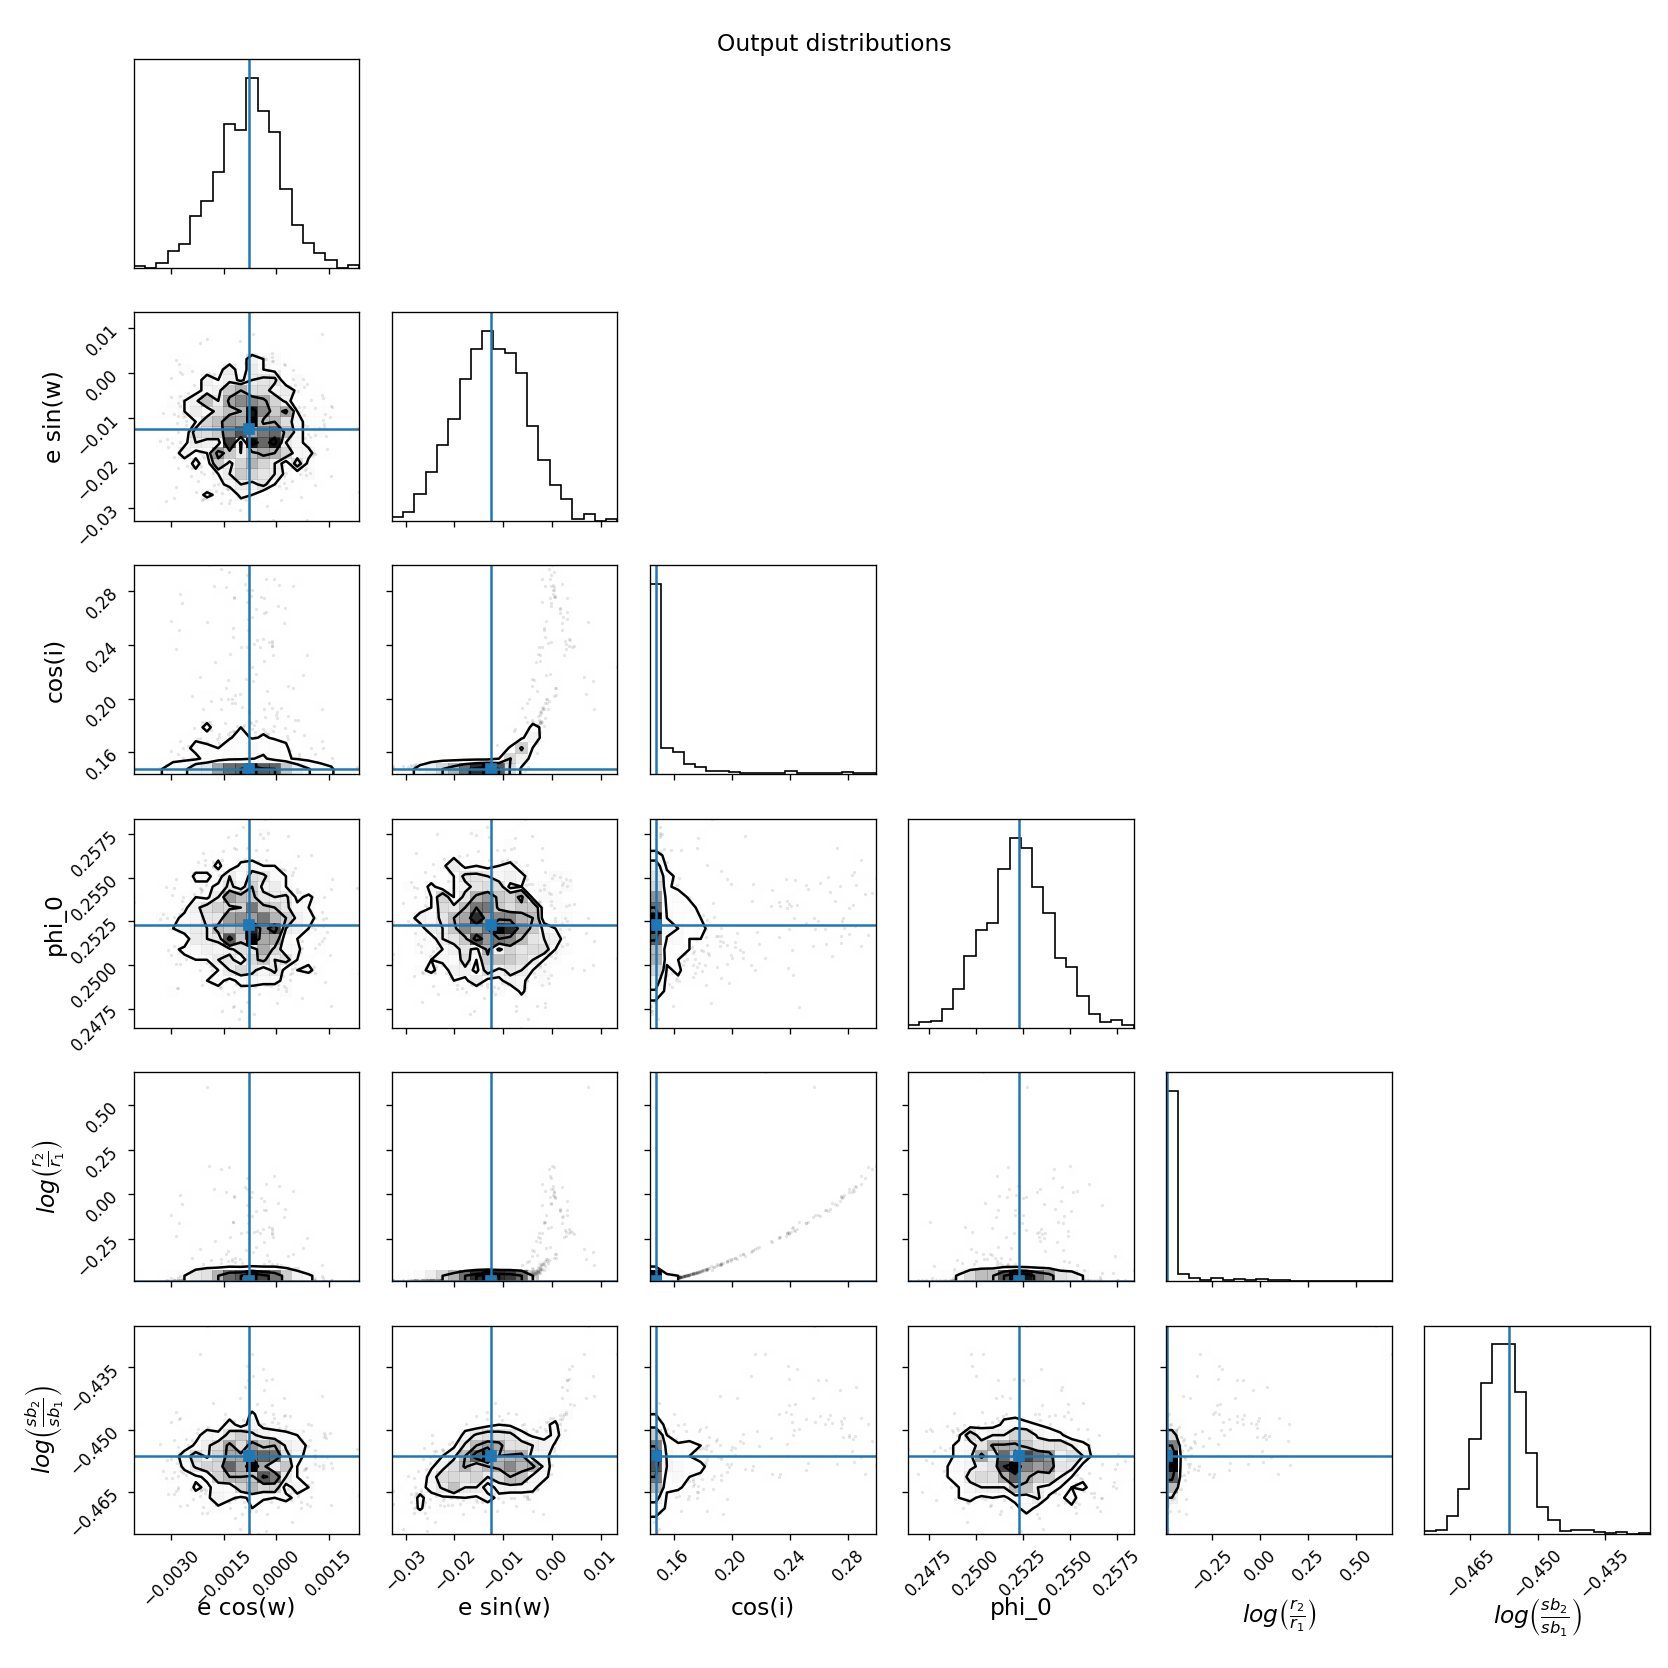 Output distributions
e sin(w)
0.01
0.00
−0.01
−0.02
−0.03
cos(i)
0.28
0.24
0.20
0.16
phi_0
0.2575
0.2550
0.2525
0.2500
0.2475
log(r2/r1)
0.50
0.25
0.00
−0.25
log(sb2/sb1)
−0.435
−0.450
−0.465
−0.0030 −0.0015 0.0000 0.0015
−0.03 −0.02 −0.01 0.00 0.01
0.16 0.20 0.24 0.28
0.2475 0.2500 0.2525 0.2550 0.2575
−0.25 0.00 0.25 0.50
−0.465 −0.450 −0.435
e cos(w) e sin(w) cos(i) phi_0 log(r2/r1) log(sb2/sb1)